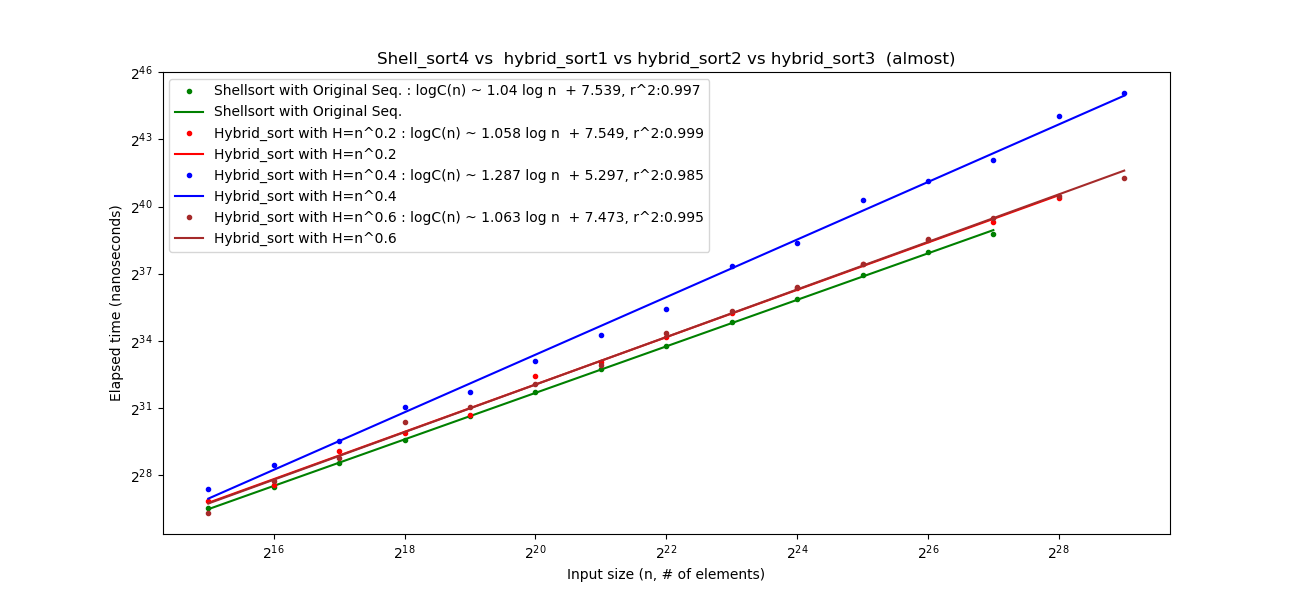 Shell_sort4 vs  hybrid_sort1 vs hybrid_sort2 vs hybrid_sort3  (almost)
Shellsort with Original Seq. : logC(n) ~ 1.04 log n  + 7.539, r^2:0.997
Shellsort with Original Seq.
Hybrid_sort with H=n^0.2 : logC(n) ~ 1.058 log n  + 7.549, r^2:0.999
Hybrid_sort with H=n^0.2
Hybrid_sort with H=n^0.4 : logC(n) ~ 1.287 log n  + 5.297, r^2:0.985
Hybrid_sort with H=n^0.4
Hybrid_sort with H=n^0.6 : logC(n) ~ 1.063 log n  + 7.473, r^2:0.995
Hybrid_sort with H=n^0.6
Elapsed time (nanoseconds)
2^46
2^43
2^40
2^37
2^34
2^31
2^28
2^16 2^18 2^20 2^22 2^24 2^26 2^28
Input size (n, # of elements)